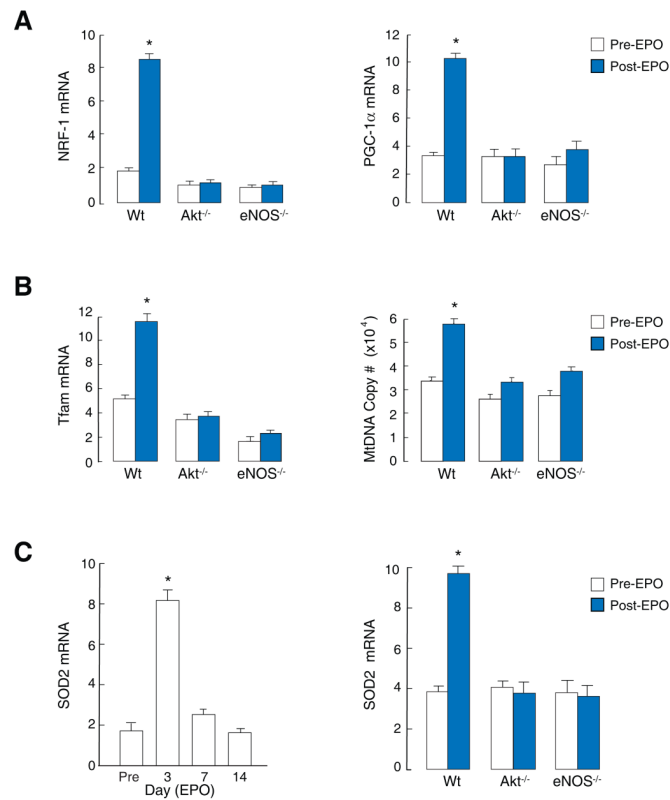 A
NRF-1 mRNA
10
8
6
4
2
0
*
Wt
Akt-/-
eNOS-/-
PGC-1α mRNA
12
10
8
6
4
2
0
*
Wt
Akt-/-
eNOS-/-
Pre-EPO
Post-EPO
B
Tfam mRNA
12
10
8
6
4
2
0
*
Wt
Akt-/-
eNOS-/-
MtDNA Copy # (x10^4)
6
5
4
3
2
1
0
*
Wt
Akt-/-
eNOS-/-
Pre-EPO
Post-EPO
C
SOD2 mRNA
10
8
6
4
2
0
*
Pre 3 7 14
Day (EPO)
SOD2 mRNA
10
8
6
4
2
0
*
Wt
Akt-/-
eNOS-/-
Pre-EPO
Post-EPO